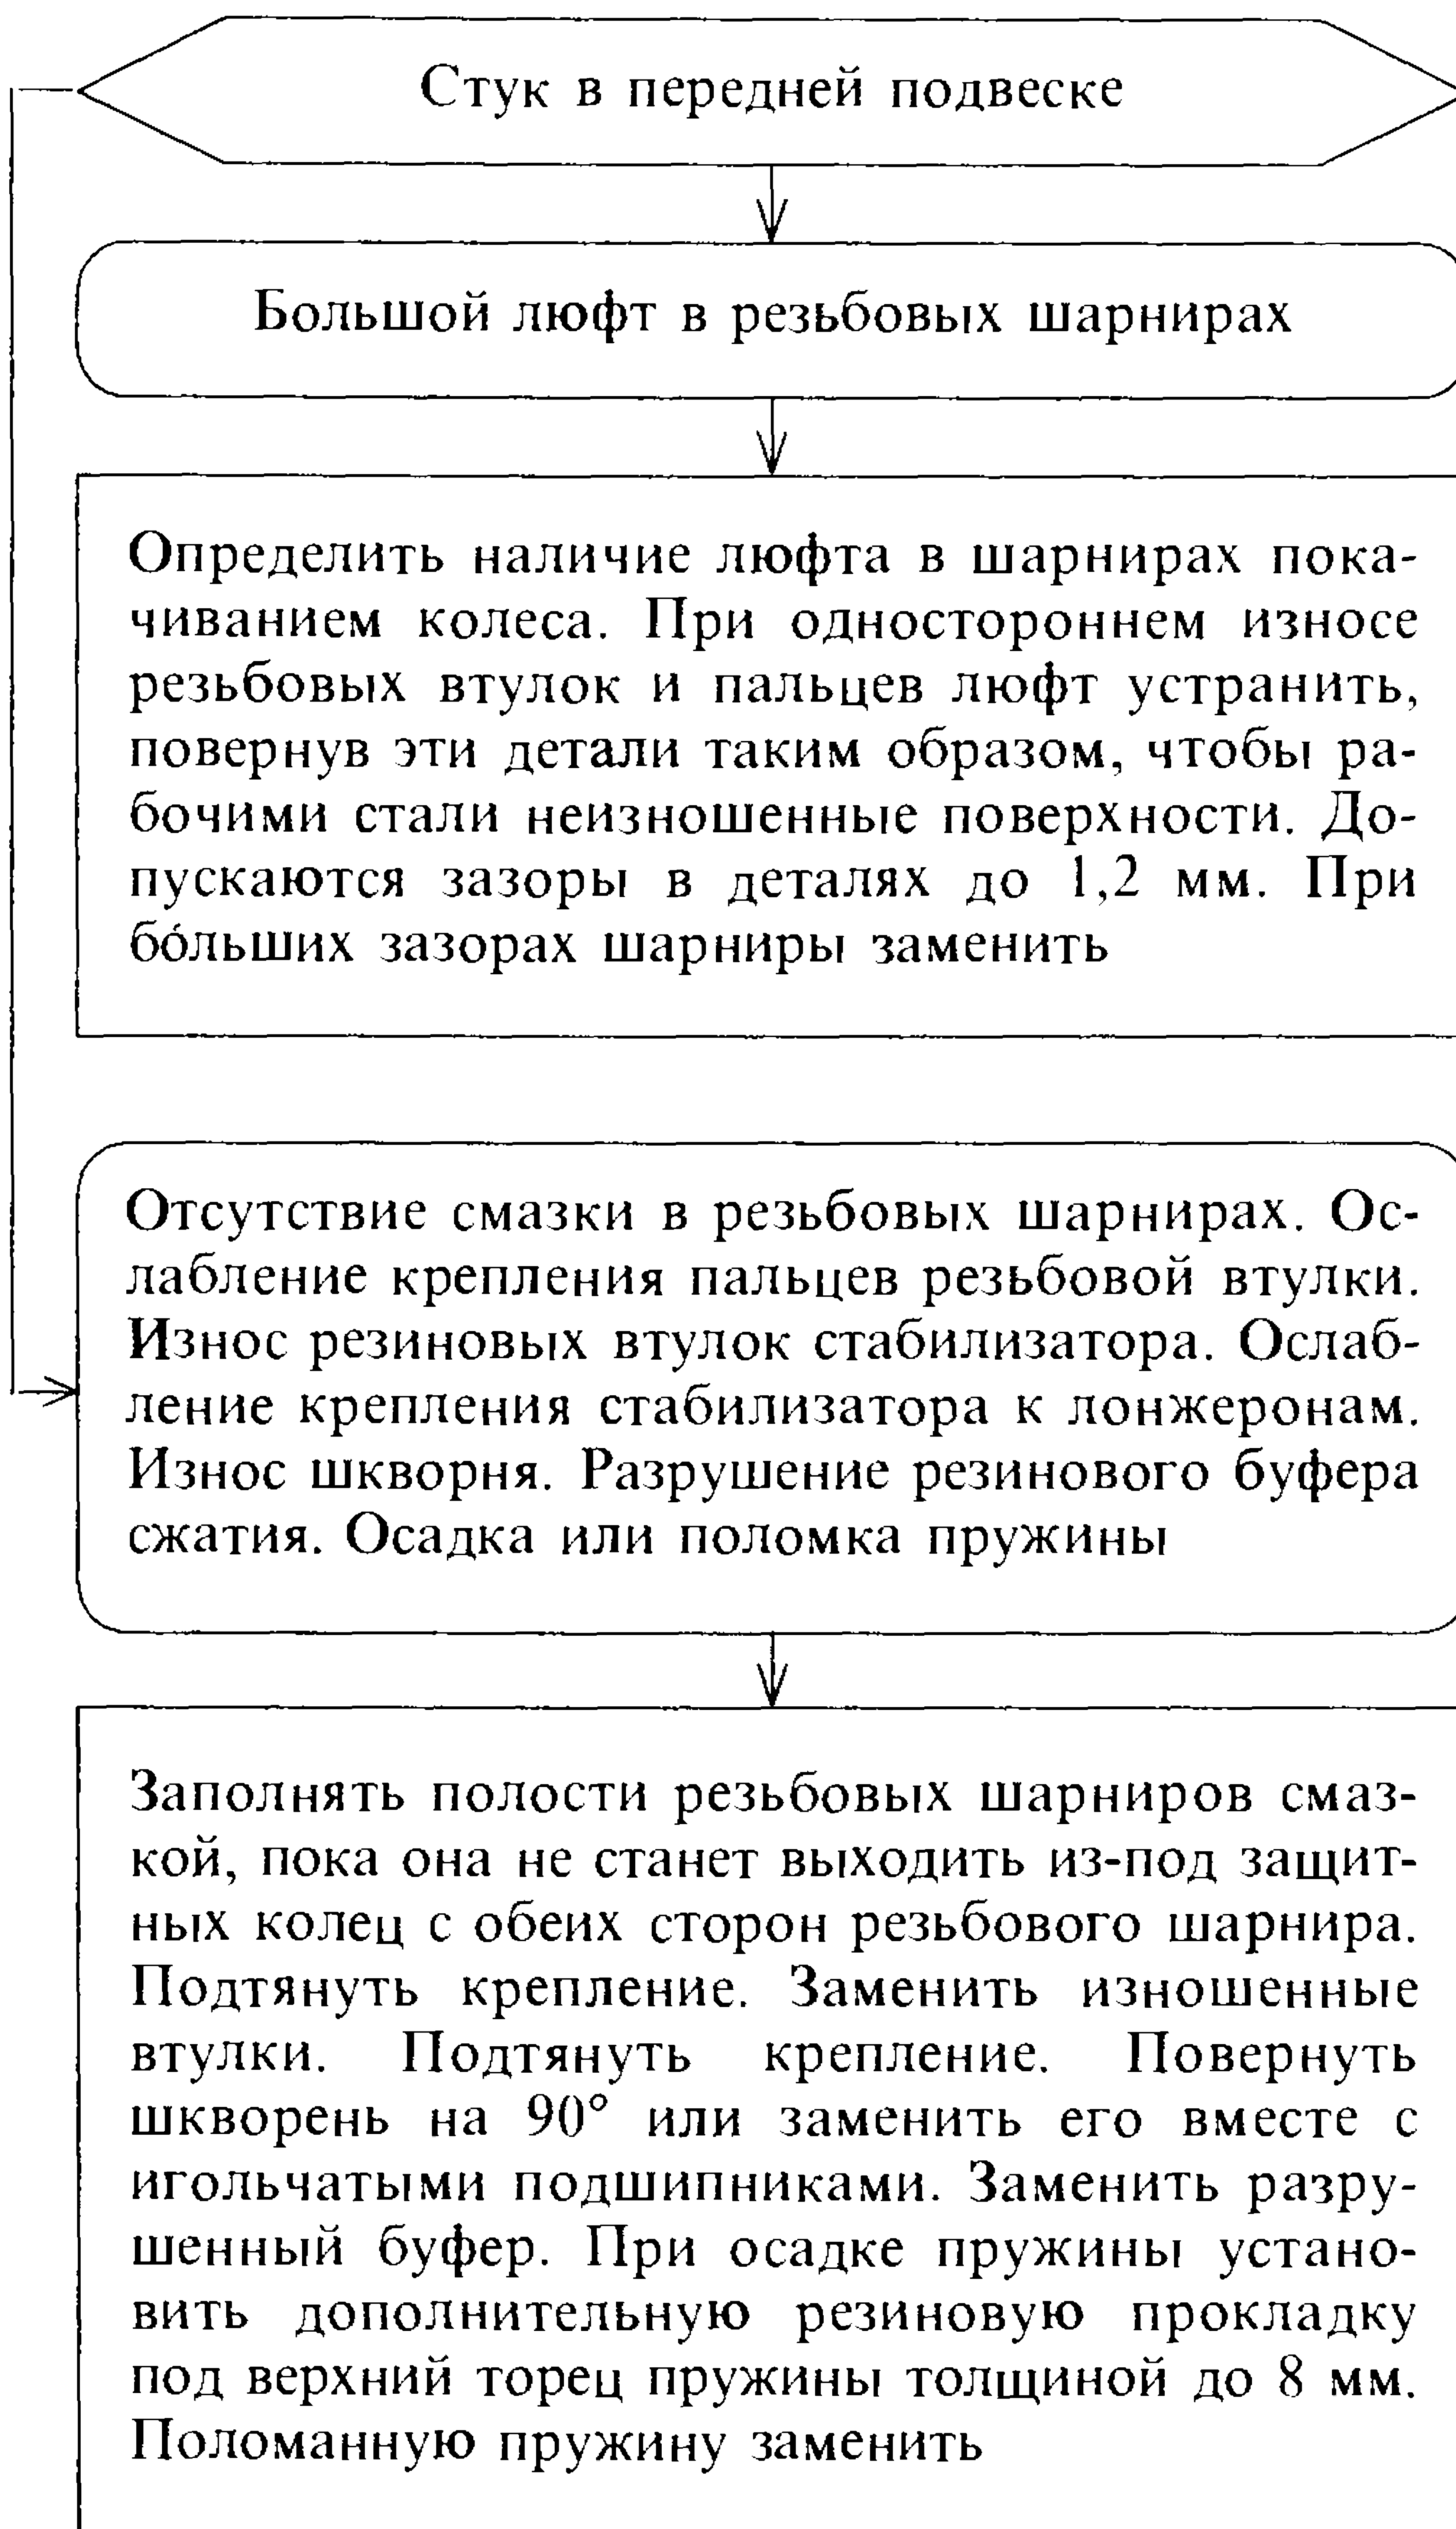 Стук в передней подвеске
Большой люфт в резьбовых шарнирах
Определить наличие люфта в шарнирах пока-
чиванием колеса. При одностороннем износе
резьбовых втулок и пальцев люфт устранить,
повернув эти детали таким образом, чтобы ра-
бочими стали неизношенные поверхности. До-
пускаются зазоры в деталях до 1,2 мм. При
бо́льших зазорах шарниры заменить
Отсутствие смазки в резьбовых шарнирах. Ос-
лабление крепления пальцев резьбовой втулки.
Износ резиновых втулок стабилизатора. Ослаб-
ление крепления стабилизатора к лонжеронам.
Износ шкворня. Разрушение резинового буфера
сжатия. Осадка или поломка пружины
Заполнять полости резьбовых шарниров смаз-
кой, пока она не станет выходить из-под защит-
ных колец с обеих сторон резьбового шарнира.
Подтянуть крепление. Заменить изношенные
втулки. Подтянуть крепление. Повернуть
шкворень на 90° или заменить его вместе с
игольчатыми подшипниками. Заменить разру-
шенный буфер. При осадке пружины устано-
вить дополнительную резиновую прокладку
под верхний торец пружины толщиной до 8 мм.
Поломанную пружину заменить